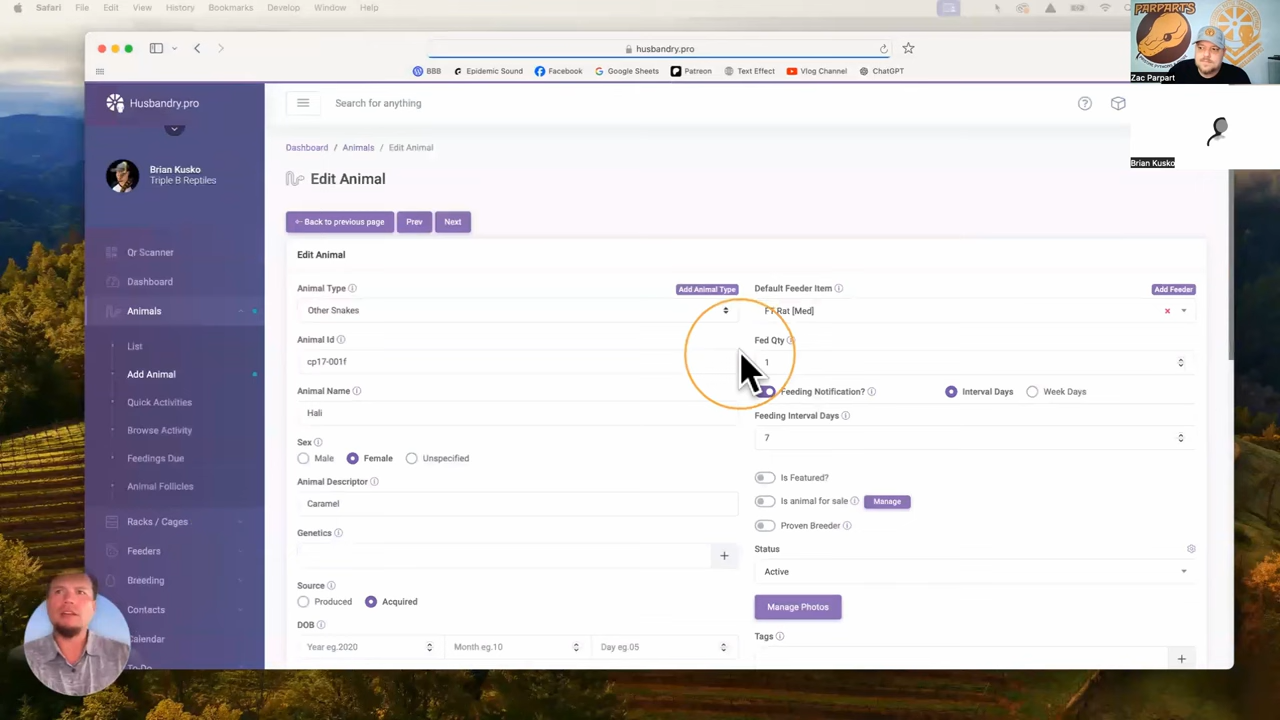 Safari File Edit View History Bookmarks Develop Window Help
PARPART'S
Zac Parpart
Brian Kusko
husbandry.pro
BBB Epidemic Sound Facebook Google Sheets Patreon Text Effect Vlog Channel ChatGPT
Husbandry.pro
Search for anything
Brian Kusko
Triple B Reptiles
Qr Scanner
Dashboard
Animals
List
Add Animal
Quick Activities
Browse Activity
Feedings Due
Animal Follicles
Racks / Cages
Feeders
Breeding
Contacts
Calendar
To-Do
Dashboard / Animals / Edit Animal
Edit Animal
← Back to previous page Prev Next
Edit Animal
Animal Type Add Animal Type
Other Snakes
Animal Id
cp17-001f
Animal Name
Hali
Sex
Male Female Unspecified
Animal Descriptor
Caramel
Genetics
+
Source
Produced Acquired
DOB
Year eg.2020 Month eg.10 Day eg.05
Default Feeder Item Add Feeder
FT Rat [Med] ×
Fed Qty
1
Feeding Notification? Interval Days Week Days
Feeding Interval Days
7
Is Featured?
Is animal for sale Manage
Proven Breeder
Status
Active
Manage Photos
Tags
+